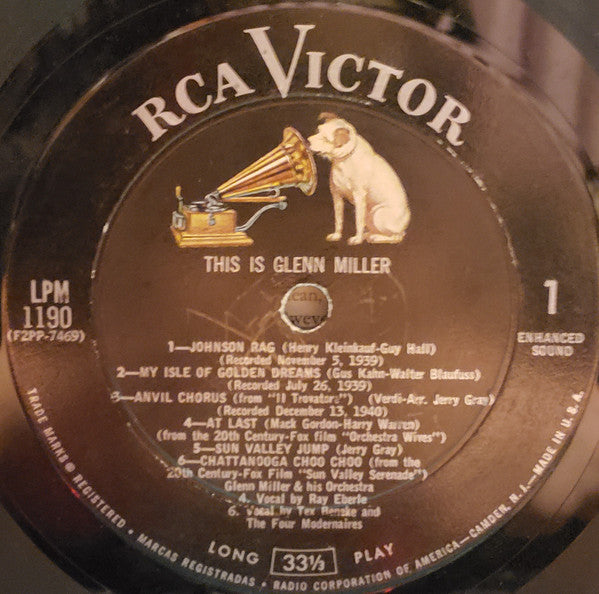 RCA VICTOR
THIS IS GLENN MILLER
LPM
1190
(F2PP-7469)
1
ENHANCED
SOUND
ean,
weve
1—JOHNSON RAG (Henry Kleinkauf-Guy Hall)
(Recorded November 5, 1939)
2—MY ISLE OF GOLDEN DREAMS (Gus Kahn-Walter Blaufuss)
(Recorded July 26, 1939)
3—ANVIL CHORUS (from "Il Trovatore") (Verdi-Arr. Jerry Gray)
(Recorded December 13, 1940)
4—AT LAST (Mack Gordon-Harry Warren)
(from the 20th Century-Fox film "Orchestra Wives")
5—SUN VALLEY JUMP (Jerry Gray)
6—CHATTANOOGA CHOO CHOO (from the
20th Century-Fox Film "Sun Valley Serenade")
Glenn Miller & his Orchestra
4. Vocal by Ray Eberle
6. Vocal by Tex Beneke and
The Four Modernaires
LONG 33⅓ PLAY
TRADE MARKS ® REGISTERED • MARCAS REGISTRADAS • RADIO CORPORATION OF AMERICA—CAMDEN, N. J.—MADE IN U.S.A.